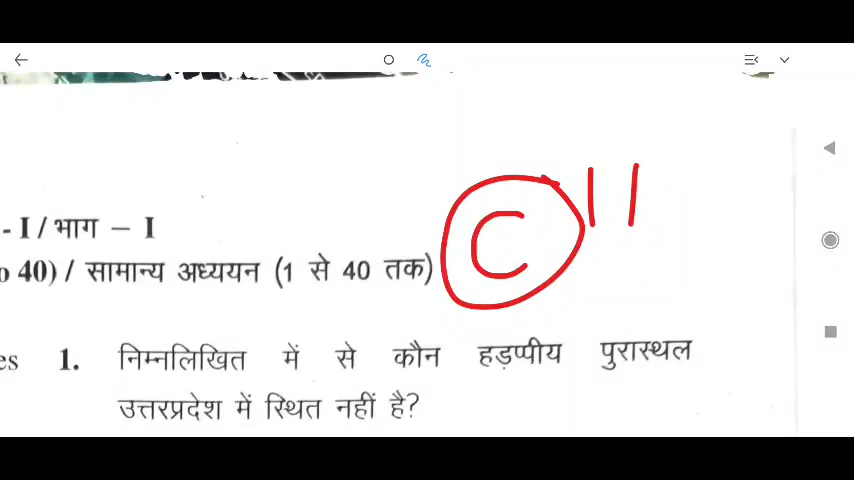 - I / भाग – I
o 40) / सामान्य अध्ययन (1 से 40 तक)
C
es 1. निम्नलिखित में से कौन हड़प्पीय पुरास्थल
उत्तरप्रदेश में स्थित नहीं है?